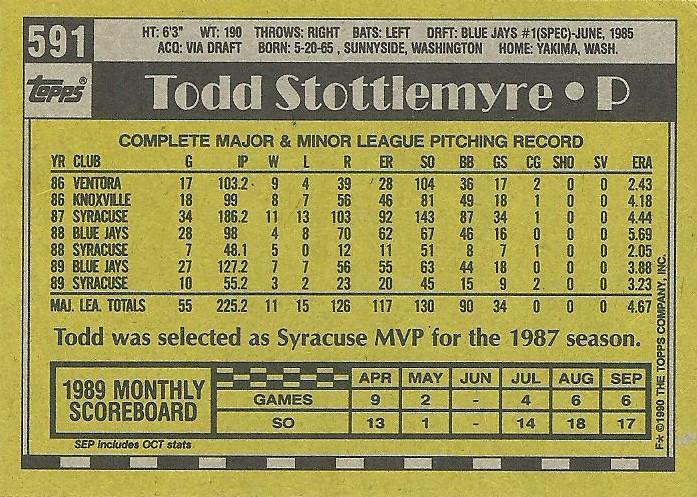 591
HT: 6'3" WT: 190 THROWS: RIGHT BATS: LEFT DRFT: BLUE JAYS #1(SPEC)-JUNE, 1985
ACQ: VIA DRAFT BORN: 5-20-65, SUNNYSIDE, WASHINGTON HOME: YAKIMA, WASH.
Topps®
Todd Stottlemyre • P
COMPLETE MAJOR & MINOR LEAGUE PITCHING RECORD
YR CLUB G IP W L R ER SO BB GS CG SHO SV ERA
86 VENTORA 17 103.2 9 4 39 28 104 36 17 2 0 0 2.43
86 KNOXVILLE 18 99 8 7 56 46 81 49 18 1 0 0 4.18
87 SYRACUSE 34 186.2 11 13 103 92 143 87 34 1 0 0 4.44
88 BLUE JAYS 28 98 4 8 70 62 67 46 16 0 0 0 5.69
88 SYRACUSE 7 48.1 5 0 12 11 51 8 7 1 0 0 2.05
89 BLUE JAYS 27 127.2 7 7 56 55 63 44 18 0 0 0 3.88
89 SYRACUSE 10 55.2 3 2 23 20 45 15 9 2 0 0 3.23
MAJ. LEA. TOTALS 55 225.2 11 15 126 117 130 90 34 0 0 0 4.67
Todd was selected as Syracuse MVP for the 1987 season.
1989 MONTHLY SCOREBOARD
APR MAY JUN JUL AUG SEP
GAMES 9 2 - 4 6 6
SO 13 1 - 14 18 17
SEP includes OCT stats
F* ©1990 THE TOPPS COMPANY, INC.